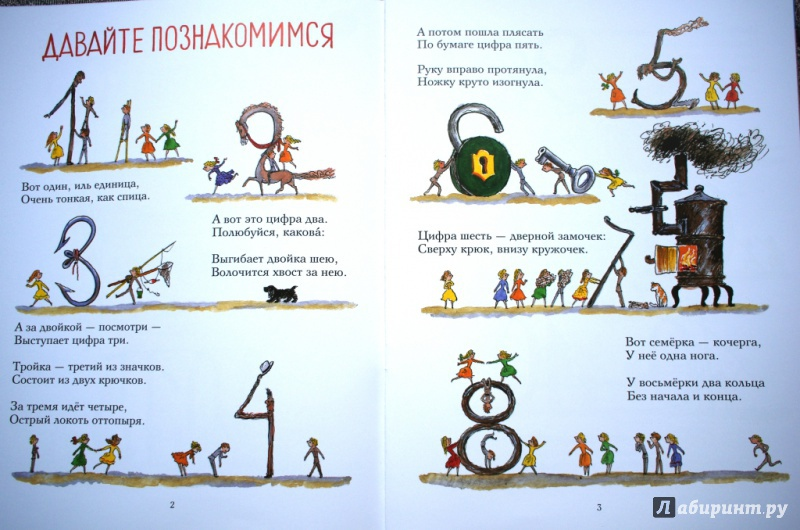 ДАВАЙТЕ ПОЗНАКОМИМСЯ
Вот один, иль единица,
Очень тонкая, как спица.
А вот это цифра два.
Полюбуйся, какова́:
Выгибает двойка шею,
Волочится хвост за нею.
А за двойкой — посмотри —
Выступает цифра три.
Тройка — третий из значков.
Состоит из двух крючков.
За тремя идёт четыре,
Острый локоть оттопыря.
2
А потом пошла плясать
По бумаге цифра пять.
Руку вправо протянула,
Ножку круто изогнула.
Цифра шесть — дверной замочек:
Сверху крюк, внизу кружочек.
Вот семёрка — кочерга,
У неё одна нога.
У восьмёрки два кольца
Без начала и конца.
3
Лабиринт.ру